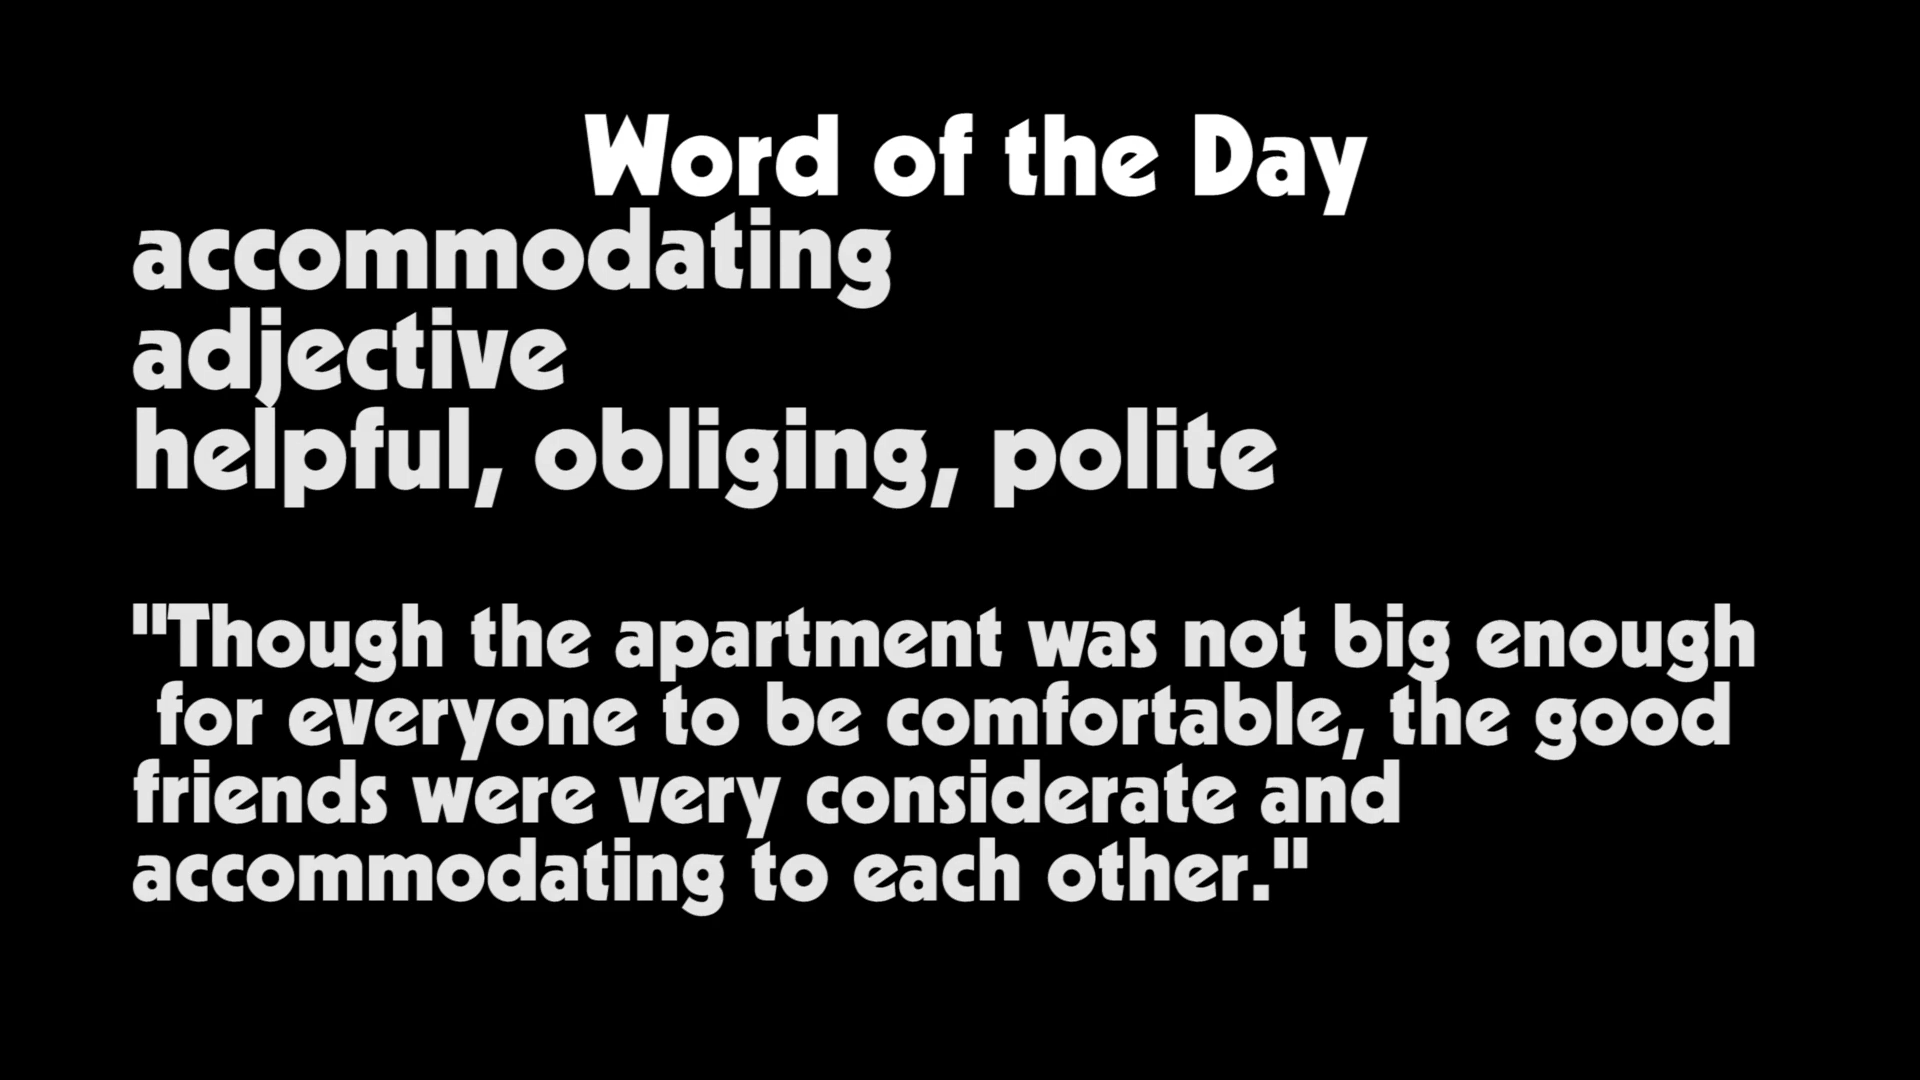 Word of the Day
accommodating
adjective
helpful, obliging, polite
"Though the apartment was not big enough
for everyone to be comfortable, the good
friends were very considerate and
accommodating to each other."